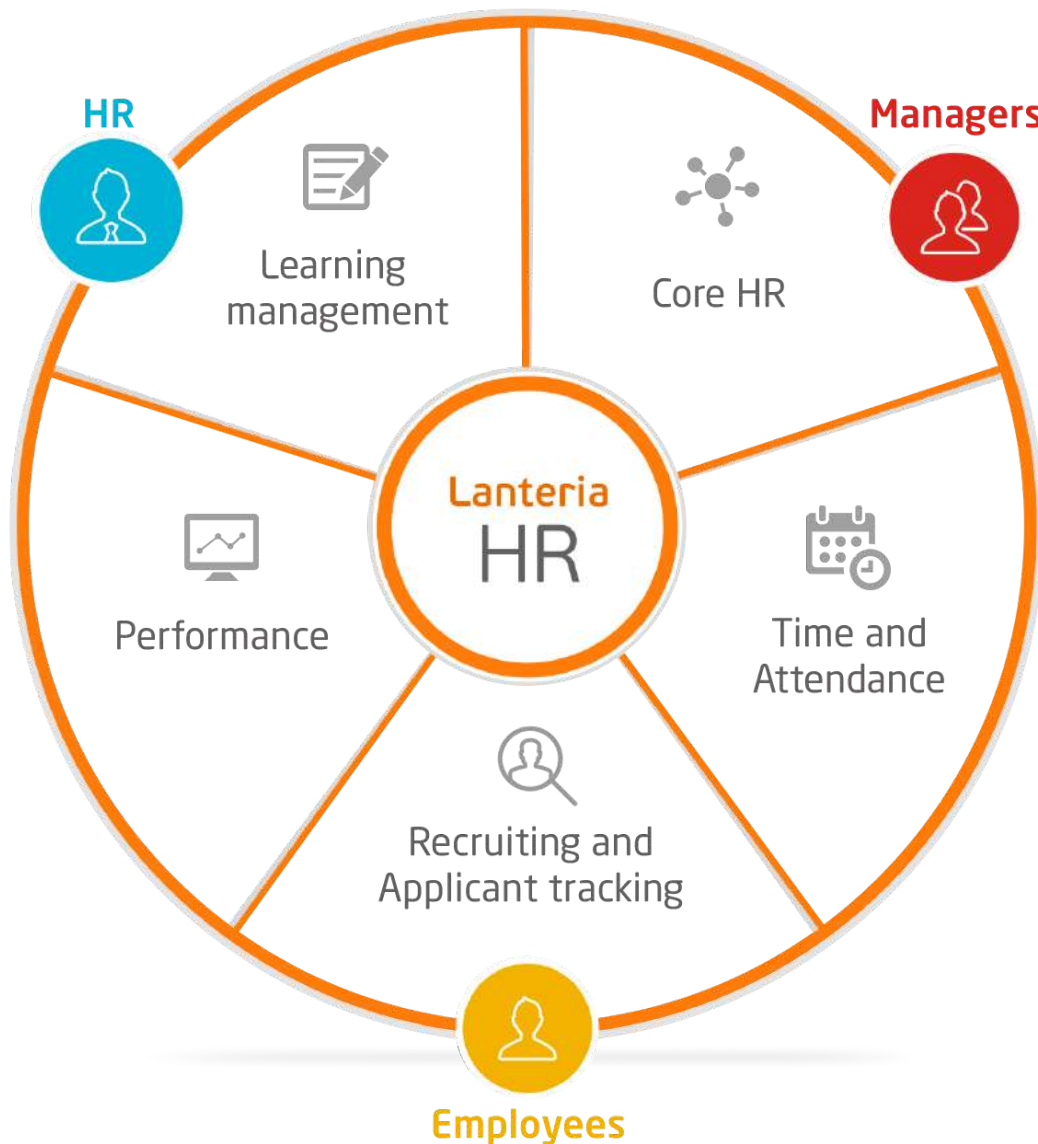 HR
Managers
Learning
management
Core HR
Lanteria
HR
Performance
Time and
Attendance
Recruiting and
Applicant tracking
Employees